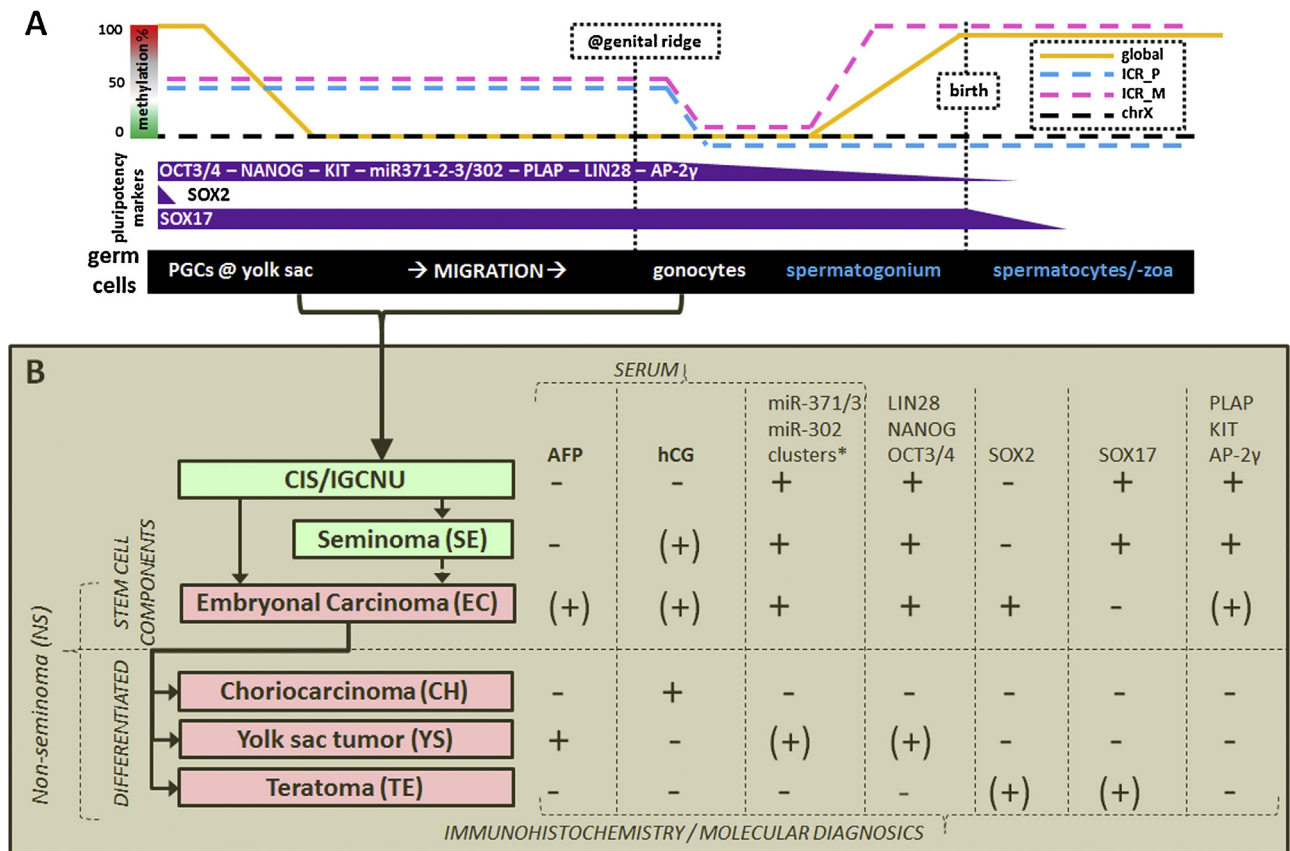 A
100
50
0
methylation %
@genital ridge
birth
global
ICR_P
ICR_M
chrX
pluripotency
markers
OCT3/4 – NANOG – KIT – miR371-2-3/302 – PLAP – LIN28 – AP-2γ
SOX2
SOX17
germ
cells
PGCs @ yolk sac
→ MIGRATION →
gonocytes
spermatogonium
spermatocytes/-zoa
B
SERUM
AFP
hCG
miR-371/3
miR-302
clusters*
LIN28
NANOG
OCT3/4
SOX2
SOX17
PLAP
KIT
AP-2γ
Non-seminoma (NS)
STEM CELL
COMPONENTS
DIFFERENTIATED
CIS/IGCNU - - + + - + +
Seminoma (SE) - (+) + + - + +
Embryonal Carcinoma (EC) (+) (+) + + + - (+)
Choriocarcinoma (CH) - + - - - - -
Yolk sac tumor (YS) + - (+) (+) - - -
Teratoma (TE) - - - - (+) (+) -
IMMUNOHISTOCHEMISTRY / MOLECULAR DIAGNOSICS